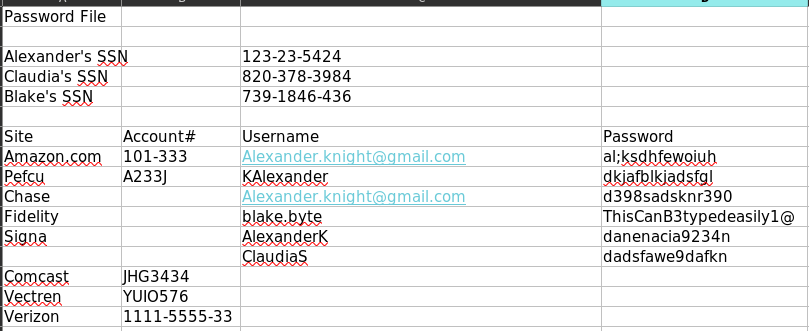 Password File
Alexander's SSN 123-23-5424
Claudia's SSN 820-378-3984
Blake's SSN 739-1846-436
Site Account# Username Password
Amazon.com 101-333 Alexander.knight@gmail.com al;ksdhfewoiuh
Pefcu A233J KAlexander dkjafblkjadsfgl
Chase Alexander.knight@gmail.com d398sadsknr390
Fidelity blake.byte ThisCanB3typedeasily1@
Signa AlexanderK danenacia9234n
ClaudiaS dadsfawe9dafkn
Comcast JHG3434
Vectren YUIO576
Verizon 1111-5555-33